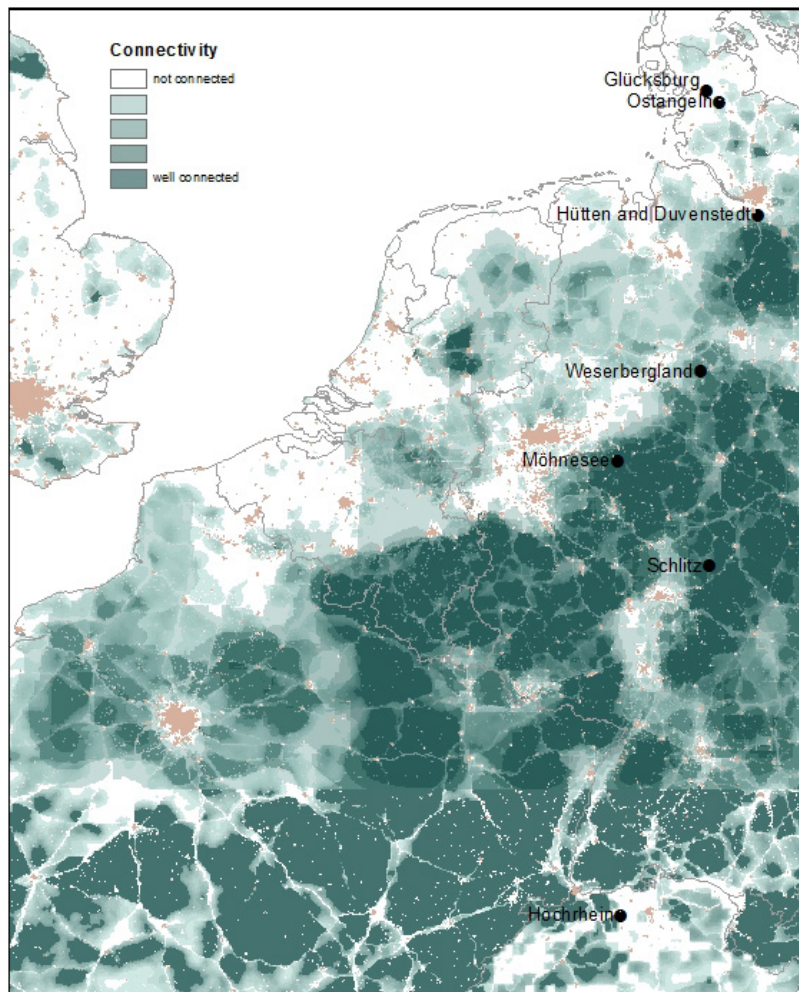 Connectivity
not connected
well connected
Glücksburg
Ostangeln
Hütten and Duvenstedt
Weserbergland
Möhnesee
Schlitz
Hochrhein